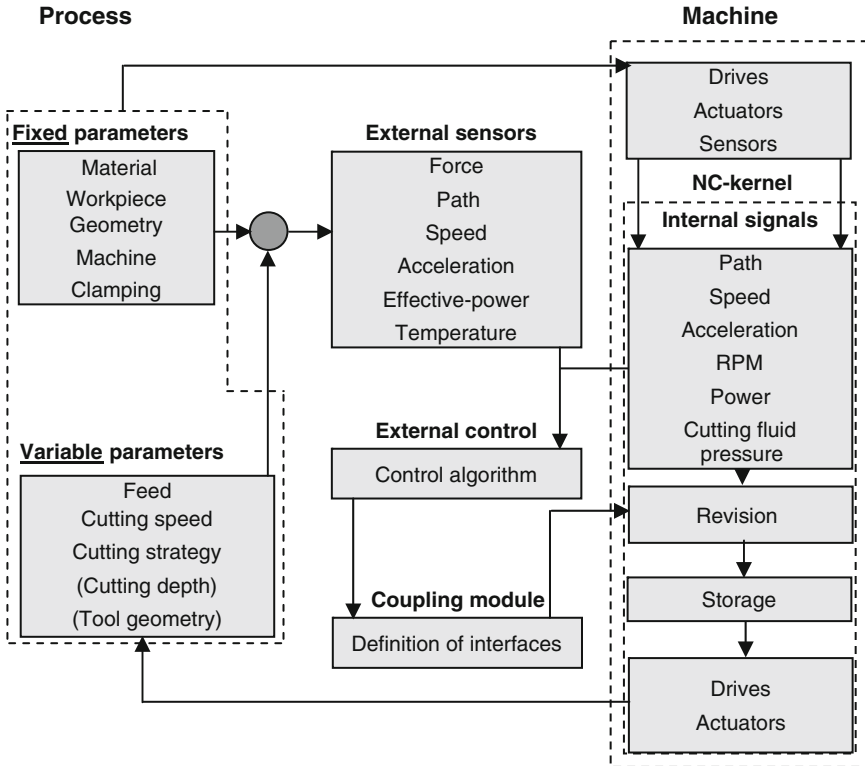 Process
Machine
Fixed parameters
Material
Workpiece
Geometry
Machine
Clamping
External sensors
Force
Path
Speed
Acceleration
Effective-power
Temperature
Drives
Actuators
Sensors
NC-kernel
Internal signals
Path
Speed
Acceleration
RPM
Power
Cutting fluid
pressure
Variable parameters
Feed
Cutting speed
Cutting strategy
(Cutting depth)
(Tool geometry)
External control
Control algorithm
Coupling module
Definition of interfaces
Revision
Storage
Drives
Actuators